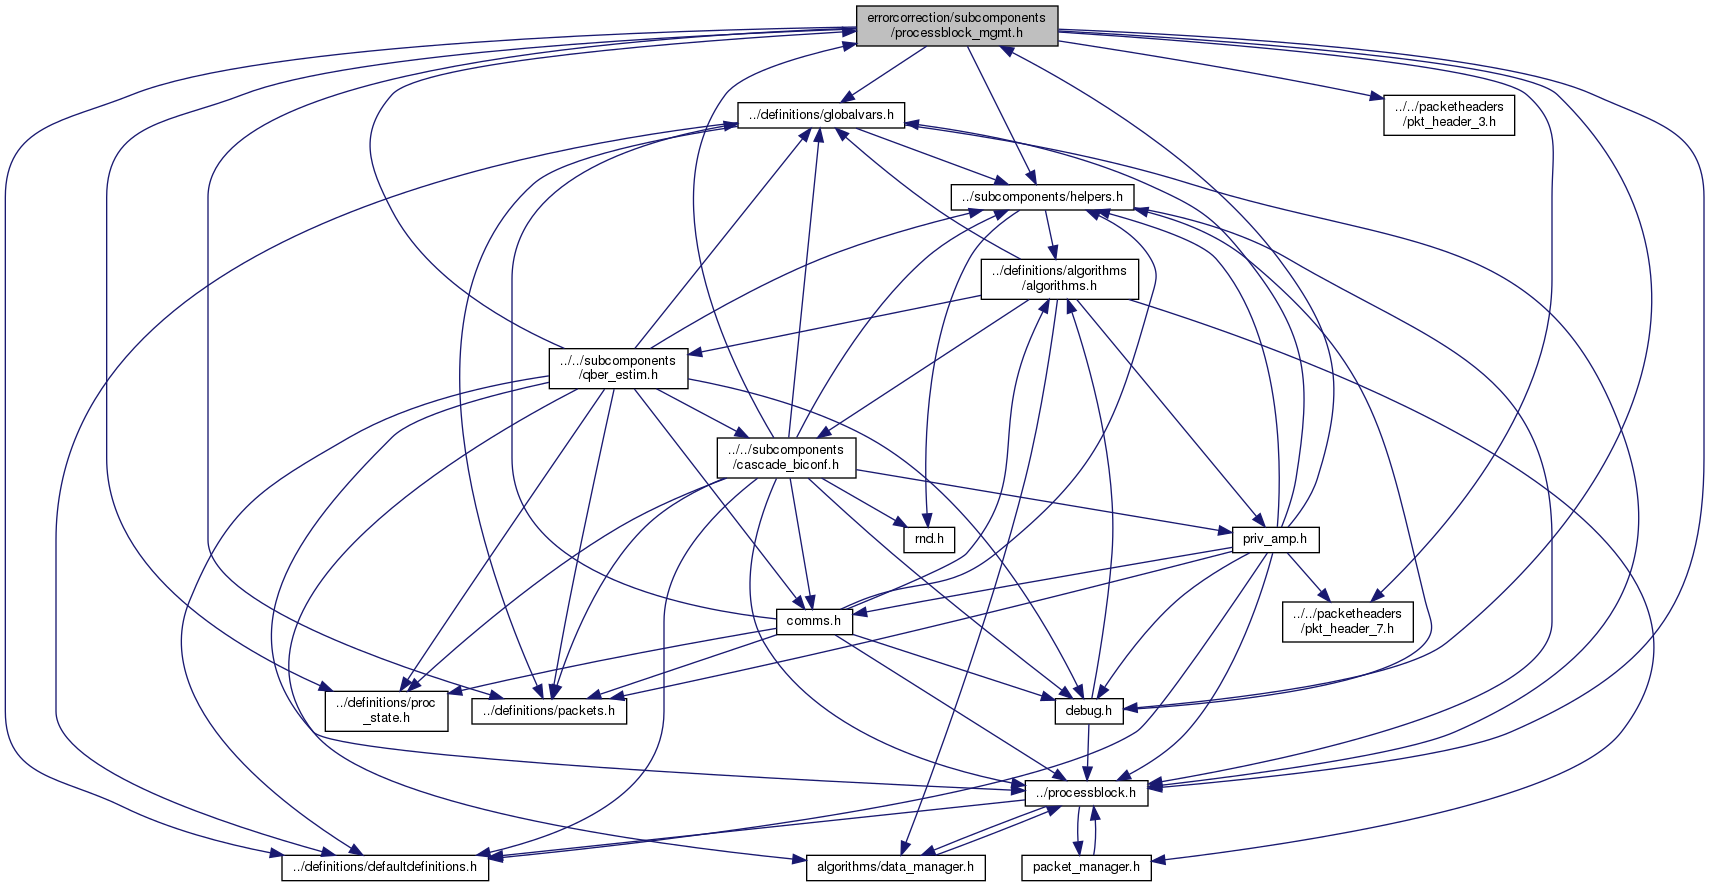 errorcorrection/subcomponents
/processblock_mgmt.h
../definitions/globalvars.h
../../packetheaders
/pkt_header_3.h
../subcomponents/helpers.h
../definitions/algorithms
/algorithms.h
../../subcomponents
/qber_estim.h
../../subcomponents
/cascade_biconf.h
rnd.h
priv_amp.h
comms.h
../../packetheaders
/pkt_header_7.h
../definitions/proc
_state.h
../definitions/packets.h
debug.h
../processblock.h
../definitions/defaultdefinitions.h
algorithms/data_manager.h
packet_manager.h